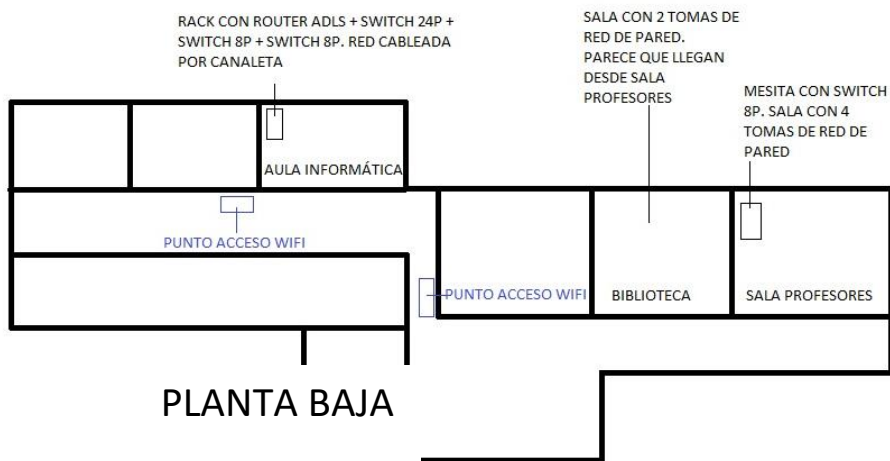 RACK CON ROUTER ADLS + SWITCH 24P +
SWITCH 8P + SWITCH 8P. RED CABLEADA
POR CANALETA
SALA CON 2 TOMAS DE
RED DE PARED.
PARECE QUE LLEGAN
DESDE SALA
PROFESORES
MESITA CON SWITCH
8P. SALA CON 4
TOMAS DE RED DE
PARED
AULA INFORMÁTICA
PUNTO ACCESO WIFI
PUNTO ACCESO WIFI
BIBLIOTECA
SALA PROFESORES
PLANTA BAJA